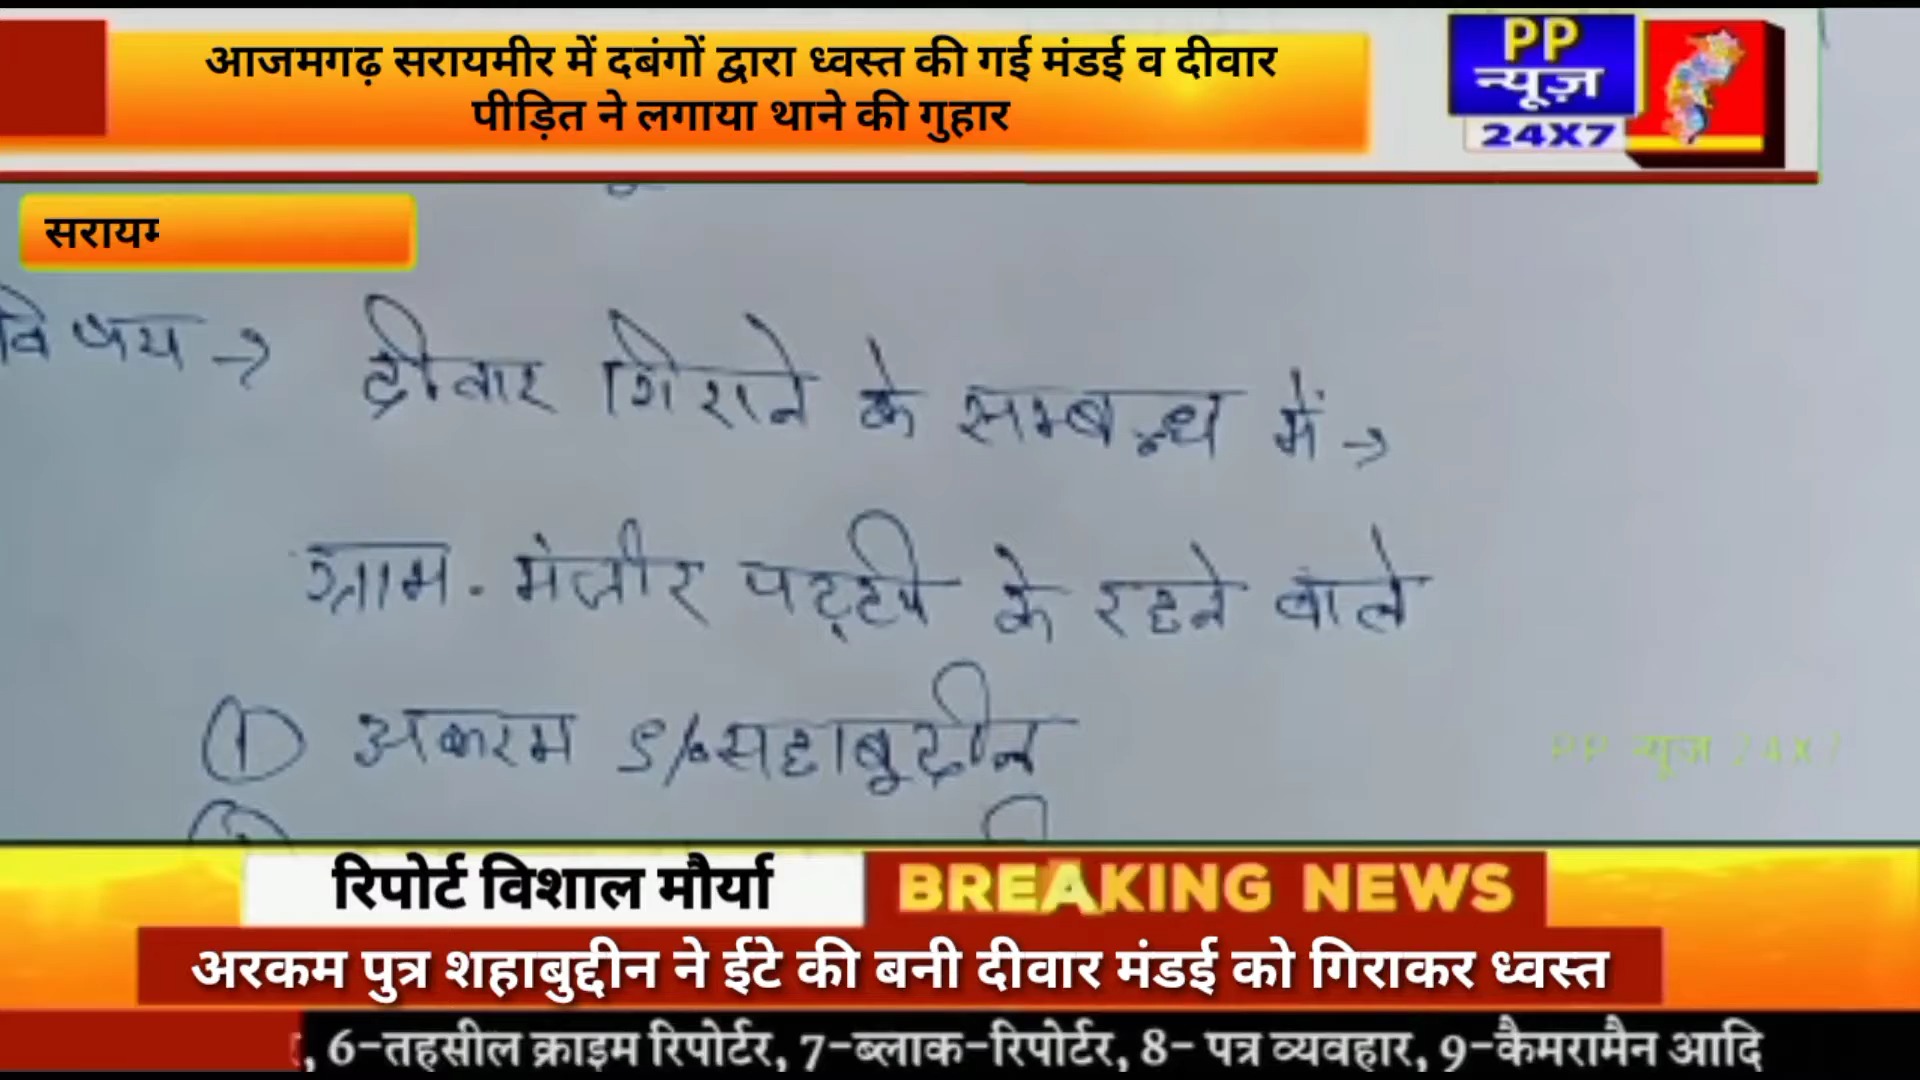 आजमगढ़ सरायमीर में दबंगों द्वारा ध्वस्त की गई मंडई व दीवार
पीड़ित ने लगाया थाने की गुहार
PP
न्यूज़
24X7
सरायम
विषय → दीवार गिराने के सम्बन्ध में →
ग्राम - मंजीर पट्टी के रहने वाले
① अकरम S/o सहाबुद्दीन
PP न्यूज़ 24x7
रिपोर्ट विशाल मौर्या
BREAKING NEWS
अरकम पुत्र शहाबुद्दीन ने ईटे की बनी दीवार मंडई को गिराकर ध्वस्त
, 6-तहसील क्राइम रिपोर्टर, 7-ब्लाक-रिपोर्टर, 8- पत्र व्यवहार, 9-कैमरामैन आदि